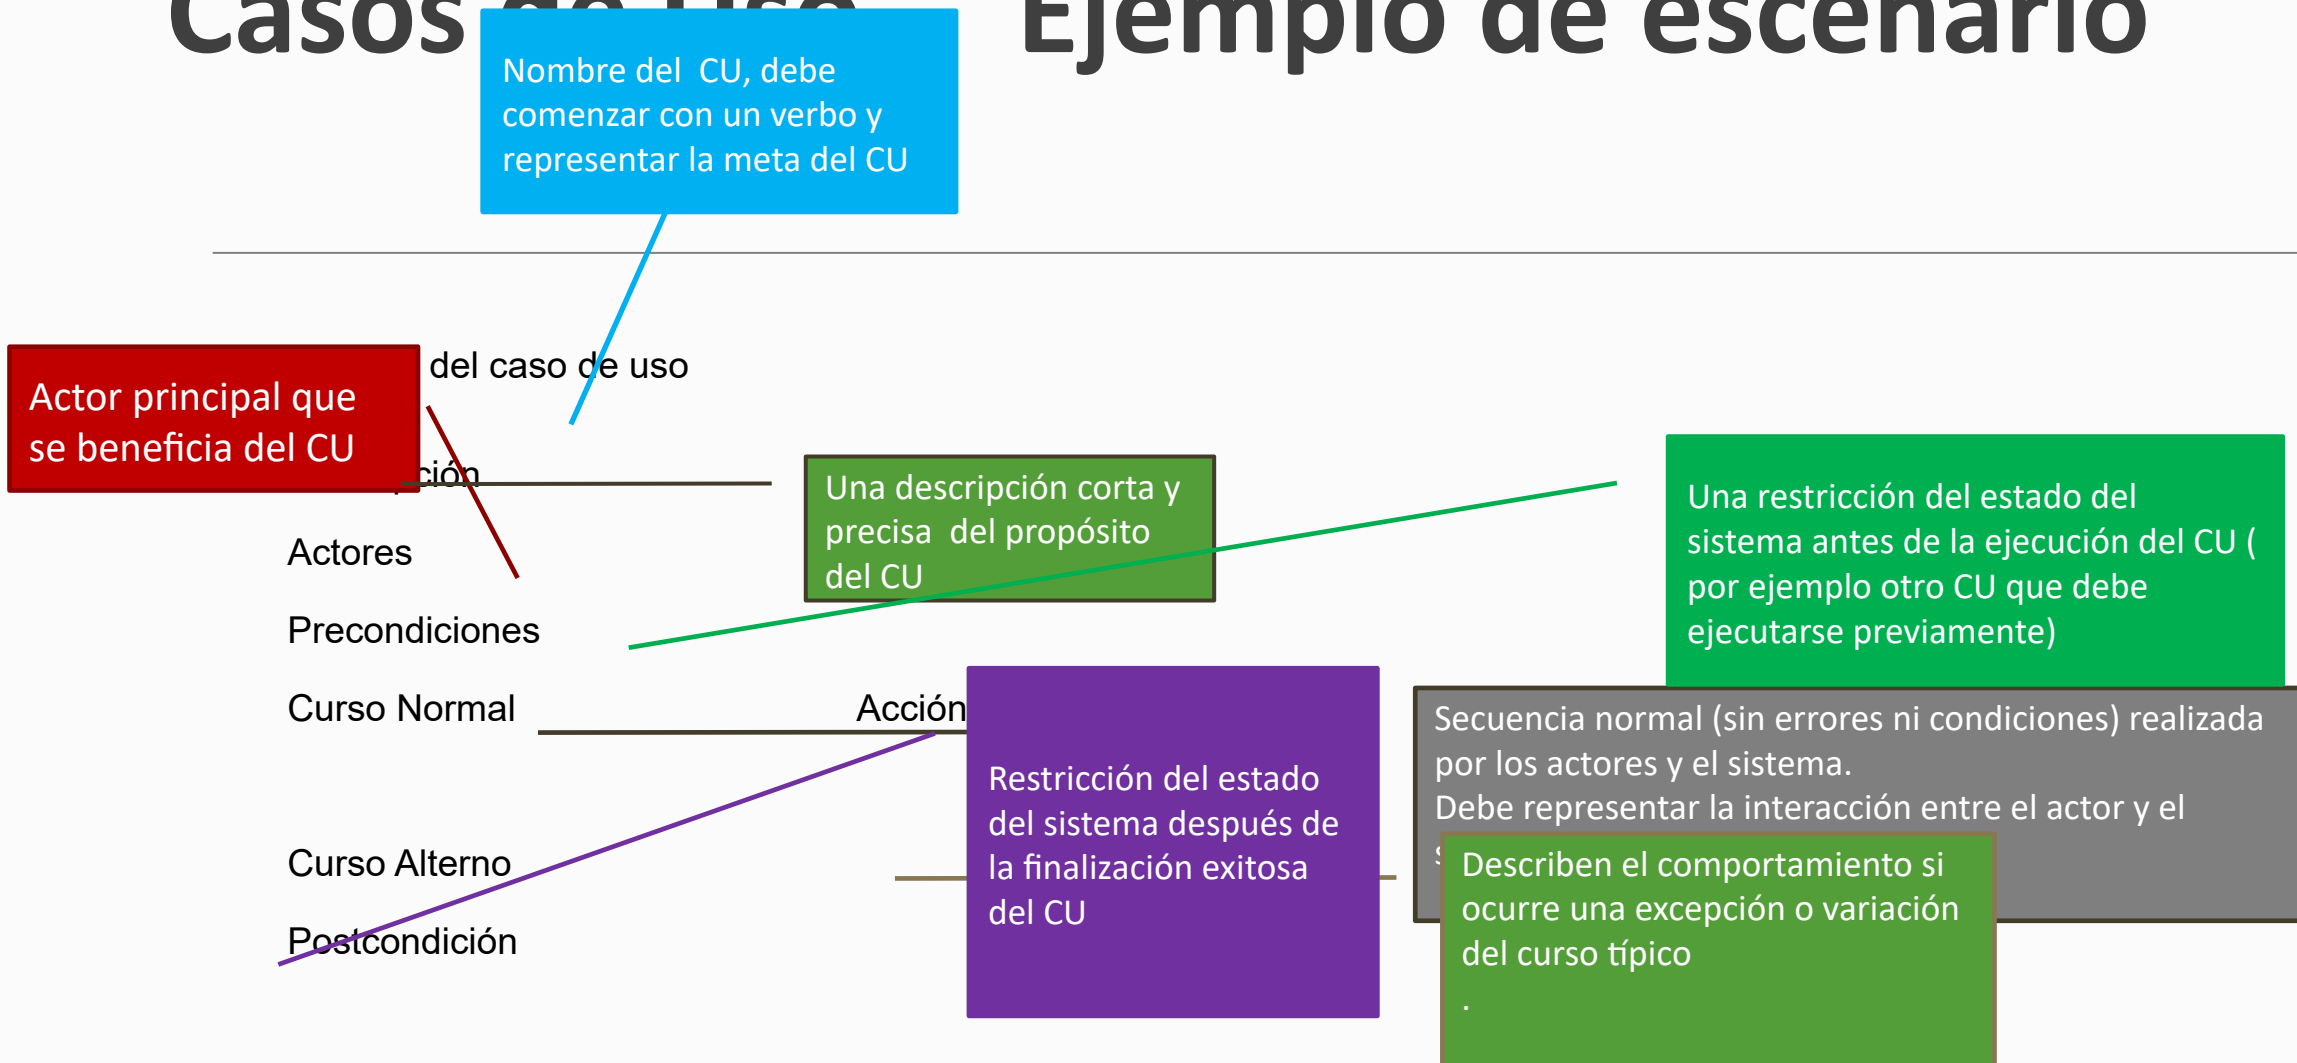 Casos de Uso Ejemplo de escenario
Nombre del CU, debe
comenzar con un verbo y
representar la meta del CU
del caso de uso
Actor principal que
se beneficia del CU
Una descripción corta y
precisa del propósito
del CU
Una restricción del estado del
sistema antes de la ejecución del CU (
por ejemplo otro CU que debe
ejecutarse previamente)
Actores
Precondiciones
Curso Normal
Acción
Restricción del estado
del sistema después de
la finalización exitosa
del CU
Secuencia normal (sin errores ni condiciones) realizada
por los actores y el sistema.
Debe representar la interacción entre el actor y el
Describen el comportamiento si
ocurre una excepción o variación
del curso típico
.
Curso Alterno
Postcondición